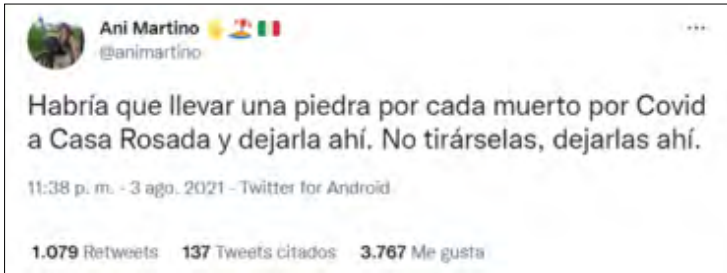 Ani Martino
@animartino
Habría que llevar una piedra por cada muerto por Covid
a Casa Rosada y dejarla ahí. No tirárselas, dejarlas ahí.
11:38 p. m. - 3 ago. 2021 - Twitter for Android
1.079 Retweets 137 Tweets citados 3.767 Me gusta